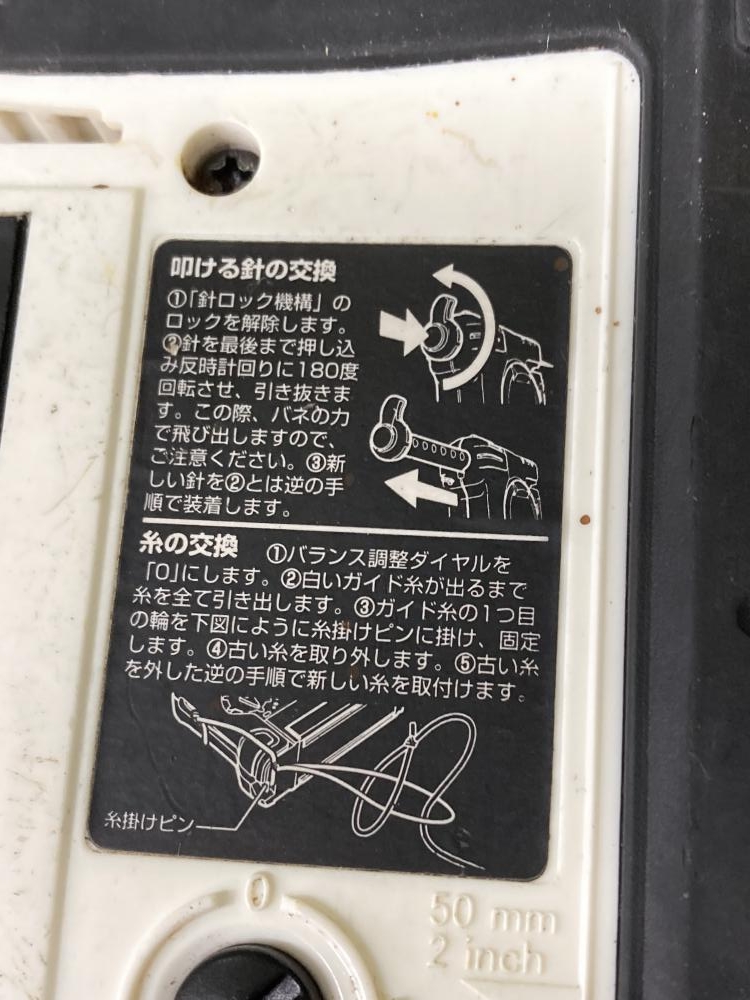 叩ける針の交換
①「針ロック機構」の
ロックを解除します。
②針を最後まで押し込
み反時計回りに180度
回転させ、引き抜きま
す。この際、バネの力
で飛び出しますので、
ご注意ください。③新
しい針を②とは逆の手
順で装着します。
糸の交換 ①バランス調整ダイヤルを
「0」にします。②白いガイド糸が出るまで
糸を全て引き出します。③ガイド糸の1つ目
の輪を下図にように糸掛けピンに掛け、固定
します。④古い糸を取り外します。⑤古い糸
を外した逆の手順で新しい糸を取付けます。
糸掛けピン
0
50 mm
2 inch